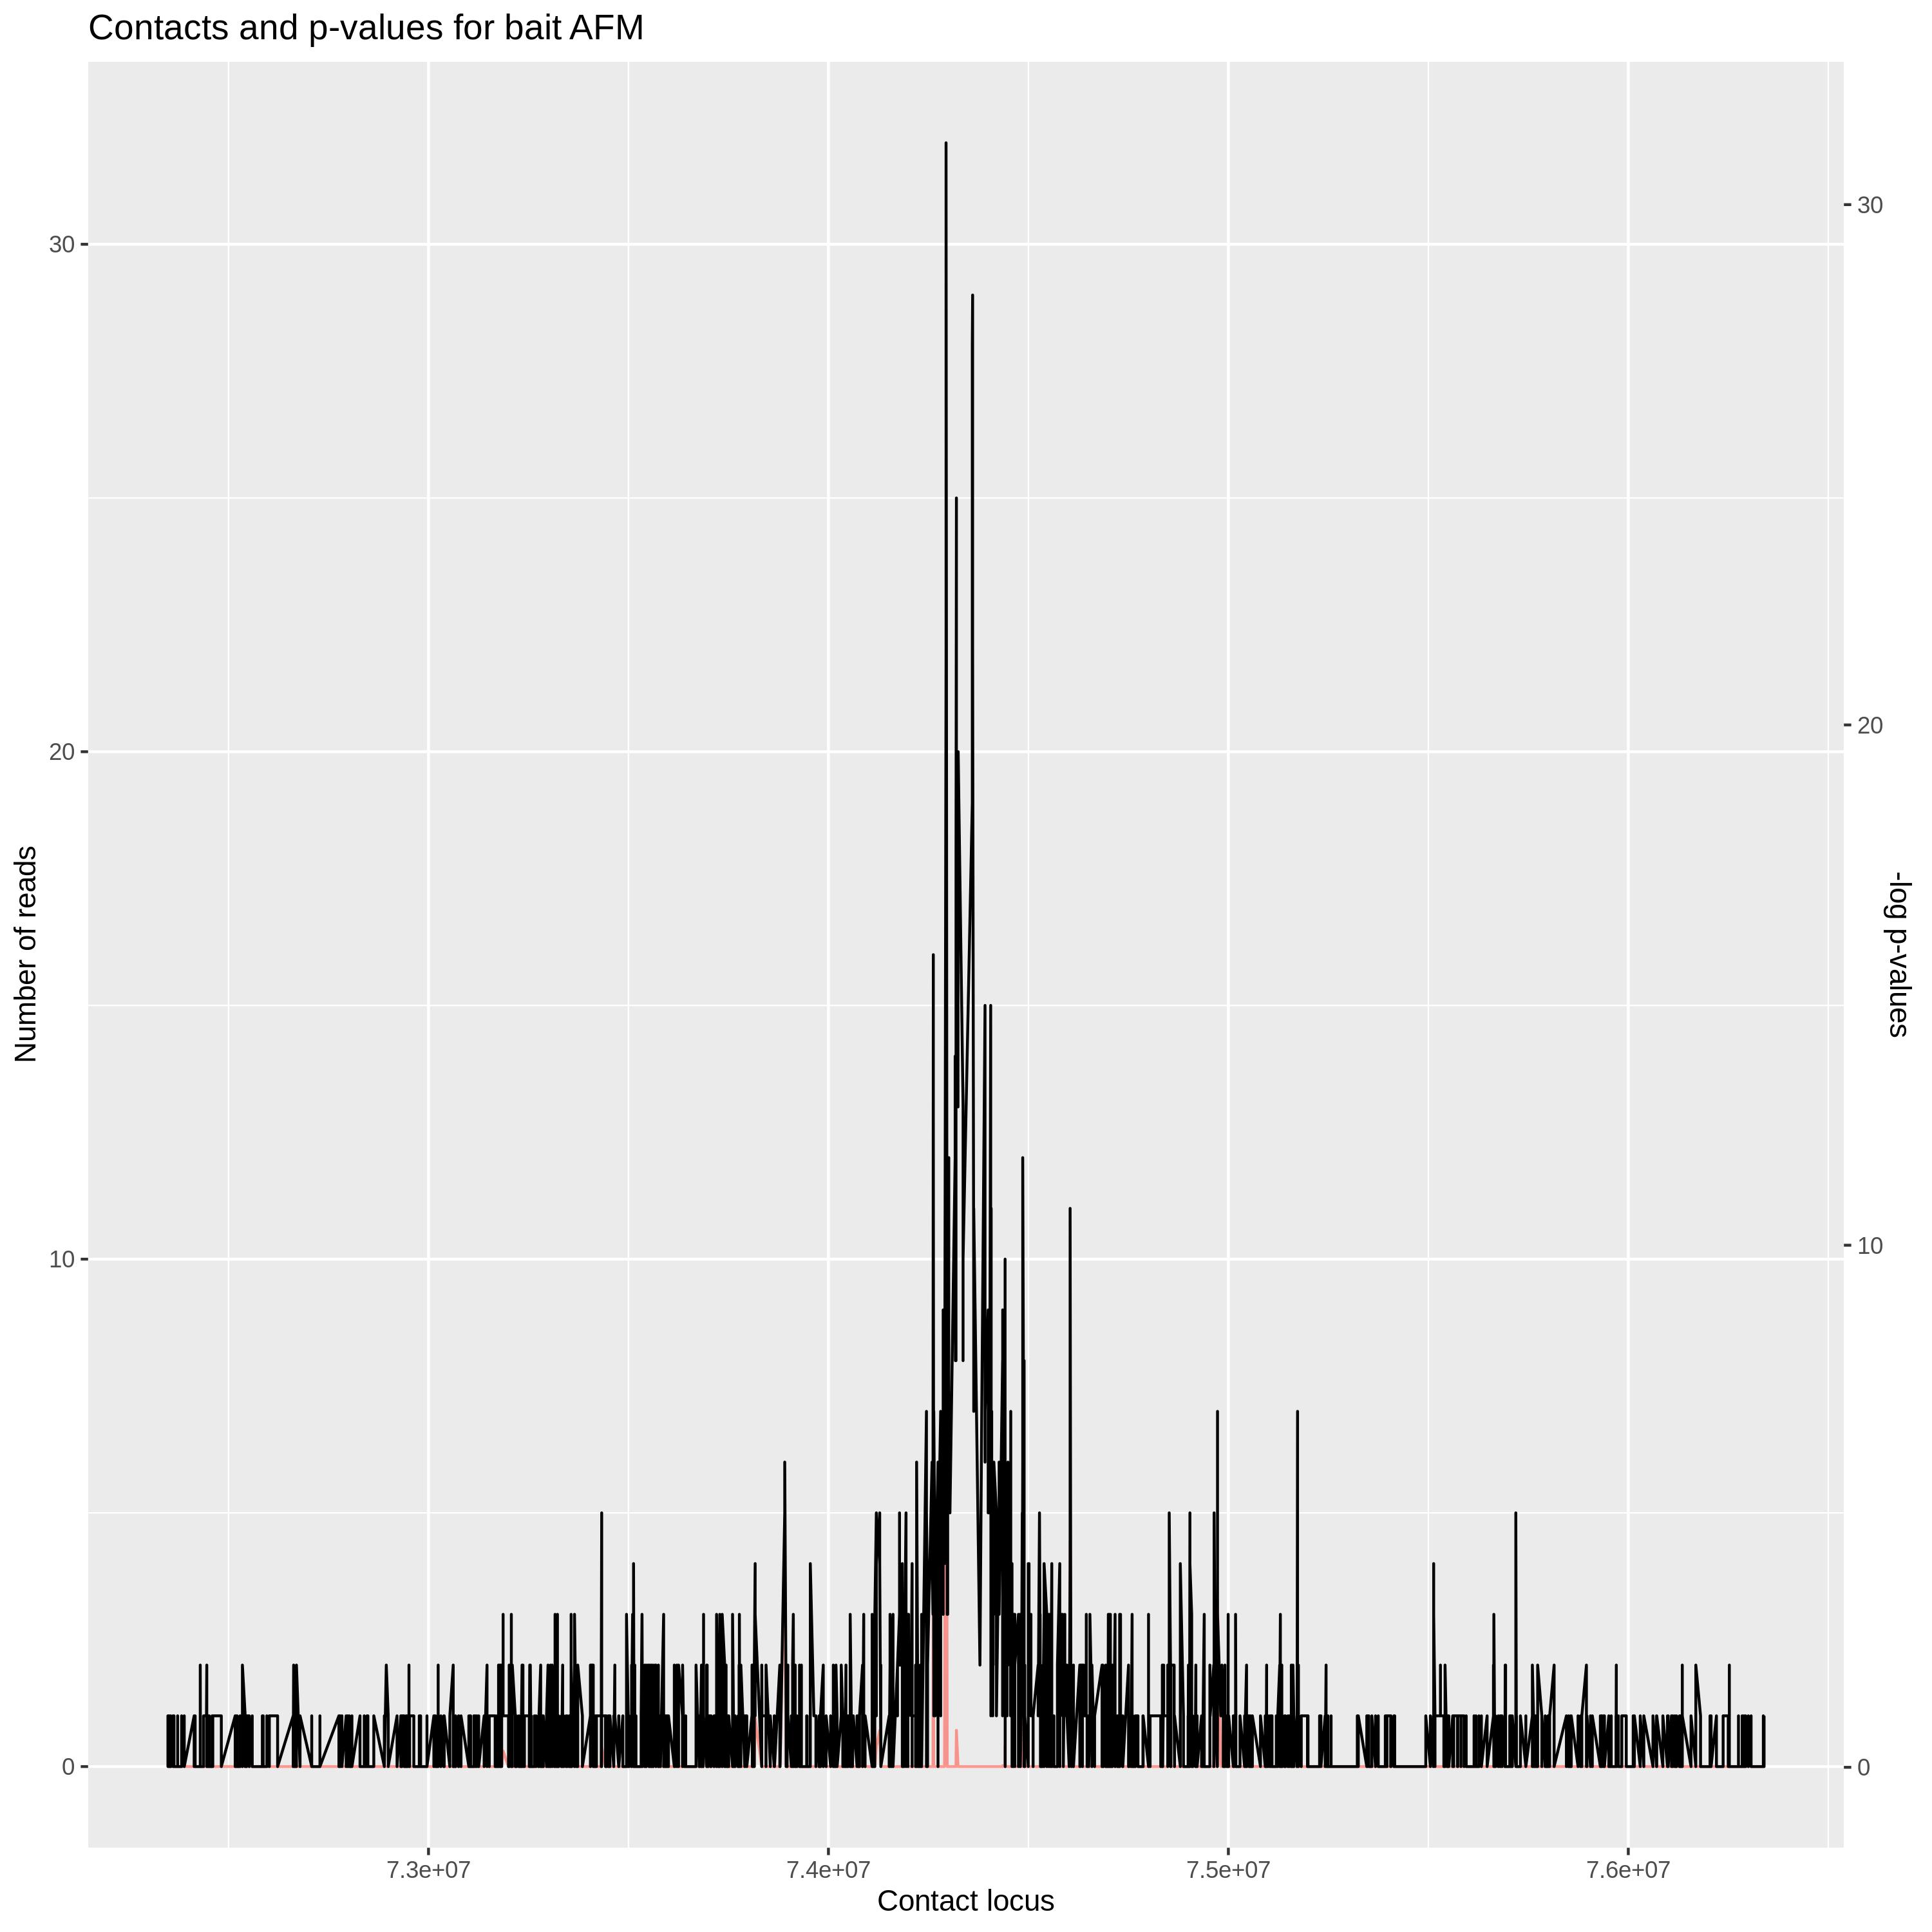 Contacts and p-values for bait AFM
30
20
10
0
Number of reads
30
20
10
0
-log p-values
7.3e+07
7.4e+07
7.5e+07
7.6e+07
Contact locus